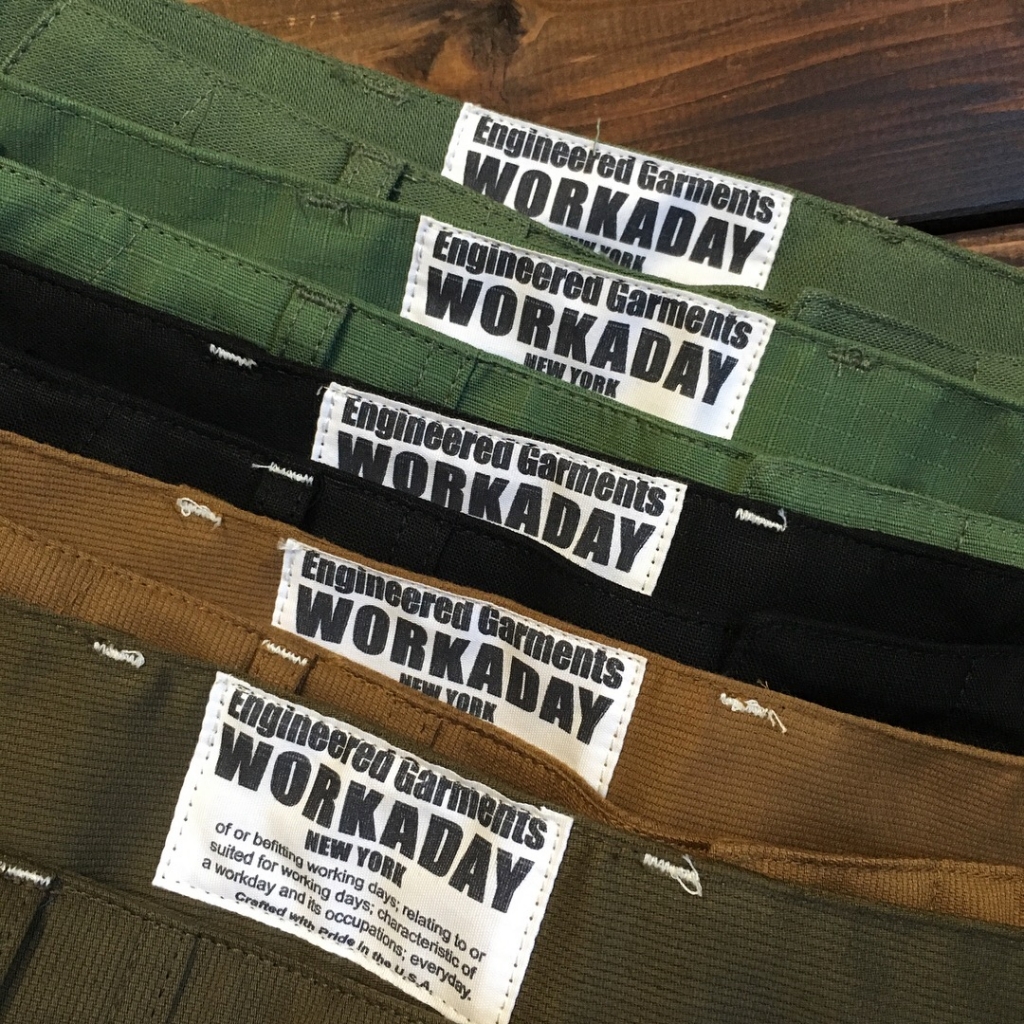 Engineered Garments
WORKADAY
NEW YORK
Engineered Garments
WORKADAY
NEW YORK
Engineered Garments
WORKADAY
Engineered Garments
WORKADAY
NEW YORK
Engineered Garments
WORKADAY
NEW YORK
of or befitting working days; relating to or
suited for working days; characteristic of
a workday and its occupations; everyday.
Crafted with Pride in the U.S.A.